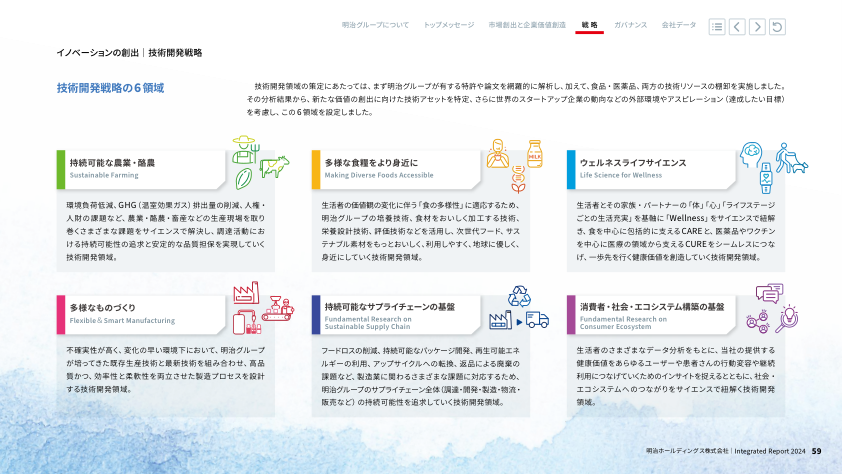 明治グループについて トップメッセージ 市場創出と企業価値創造 戦略 ガバナンス 会社データ
イノベーションの創出｜技術開発戦略
技術開発戦略の６領域
技術開発領域の策定にあたっては、まず明治グループが有する特許や論文を網羅的に解析し、加えて、食品・医薬品、両方の技術リソースの棚卸を実施しました。
その分析結果から、新たな価値の創出に向けた技術アセットを特定、さらに世界のスタートアップ企業の動向などの外部環境やアスピレーション（達成したい目標）
を考慮し、この６領域を設定しました。
持続可能な農業・酪農
Sustainable Farming
環境負荷低減、GHG（温室効果ガス）排出量の削減、人権・
人財の課題など、農業・酪農・畜産などの生産現場を取り
巻くさまざまな課題をサイエンスで解決し、調達活動にお
ける持続可能性の追求と安定的な品質担保を実現していく
技術開発領域。
多様な食糧をより身近に
Making Diverse Foods Accessible
MILK
生活者の価値観の変化に伴う「食の多様性」に適応するため、
明治グループの培養技術、食材をおいしく加工する技術、
栄養設計技術、評価技術などを活用し、次世代フード、サス
テナブル素材をもっとおいしく、利用しやすく、地球に優しく、
身近にしていく技術開発領域。
ウェルネスライフサイエンス
Life Science for Wellness
生活者とその家族・パートナーの「体」「心」「ライフステージ
ごとの生活充実」を基軸に「Wellness」をサイエンスで紐解
き、食を中心に包括的に支えるCAREと、医薬品やワクチン
を中心に医療の領域から支えるCUREをシームレスにつな
げ、一歩先を行く健康価値を創造していく技術開発領域。
多様なものづくり
Flexible＆Smart Manufacturing
不確実性が高く、変化の早い環境下において、明治グループ
が培ってきた既存生産技術と最新技術を組み合わせ、高品
質かつ、効率性と柔軟性を両立させた製造プロセスを設計
する技術開発領域。
持続可能なサプライチェーンの基盤
Fundamental Research on
Sustainable Supply Chain
フードロスの削減、持続可能なパッケージ開発、再生可能エネ
ルギーの利用、アップサイクルへの転換、返品による廃棄の
課題など、製造業に関わるさまざまな課題に対応するため、
明治グループのサプライチェーン全体（調達・開発・製造・物流・
販売など）の持続可能性を追求していく技術開発領域。
消費者・社会・エコシステム構築の基盤
Fundamental Research on
Consumer Ecosystem
生活者のさまざまなデータ分析をもとに、当社の提供する
健康価値をあらゆるユーザーや患者さんの行動変容や継続
利用につなげていくためのインサイトを捉えるとともに、社会・
エコシステムへのつながりをサイエンスで紐解く技術開発
領域。
明治ホールディングス株式会社｜Integrated Report 2024 59